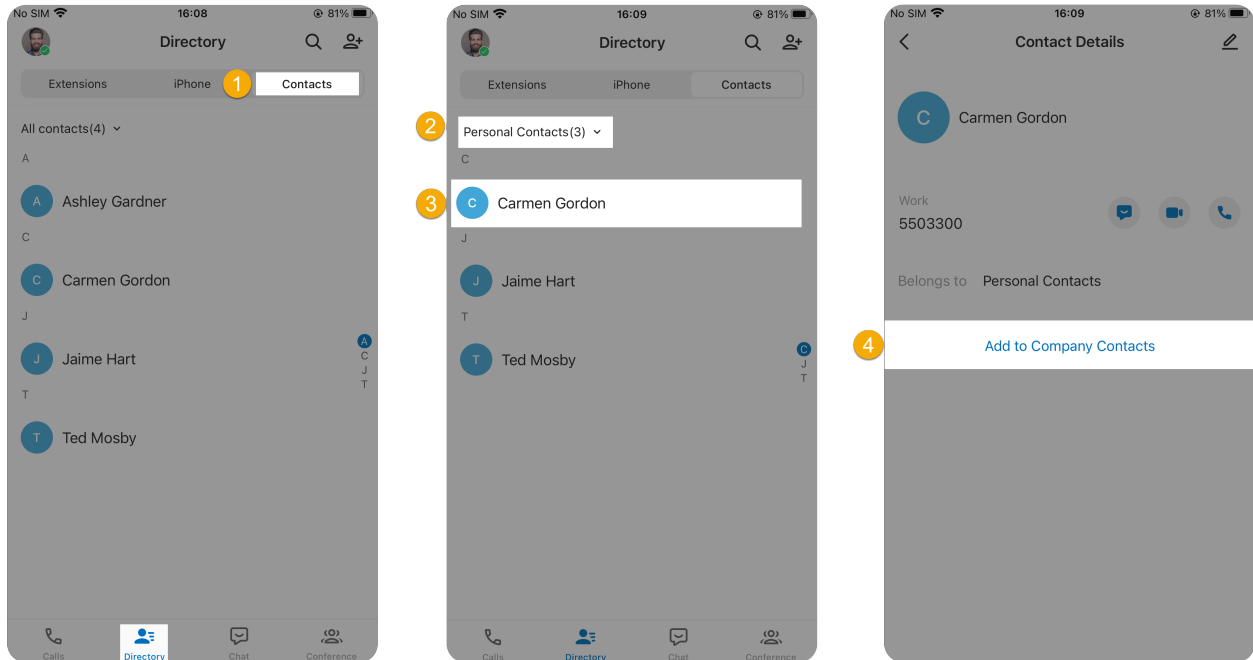 No SIM 16:08 81%
Directory
Extensions iPhone 1 Contacts
All contacts(4)
A
A Ashley Gardner
C
C Carmen Gordon
J
J Jaime Hart
A
C
J
T
T
T Ted Mosby
Calls Directory Chat Conference
No SIM 16:09 81%
Directory
Extensions iPhone Contacts
2 Personal Contacts(3)
C
3 C Carmen Gordon
J
J Jaime Hart
T
T Ted Mosby
C
J
T
Calls Directory Chat Conference
No SIM 16:09 81%
Contact Details
C Carmen Gordon
Work
5503300
Belongs to Personal Contacts
4 Add to Company Contacts